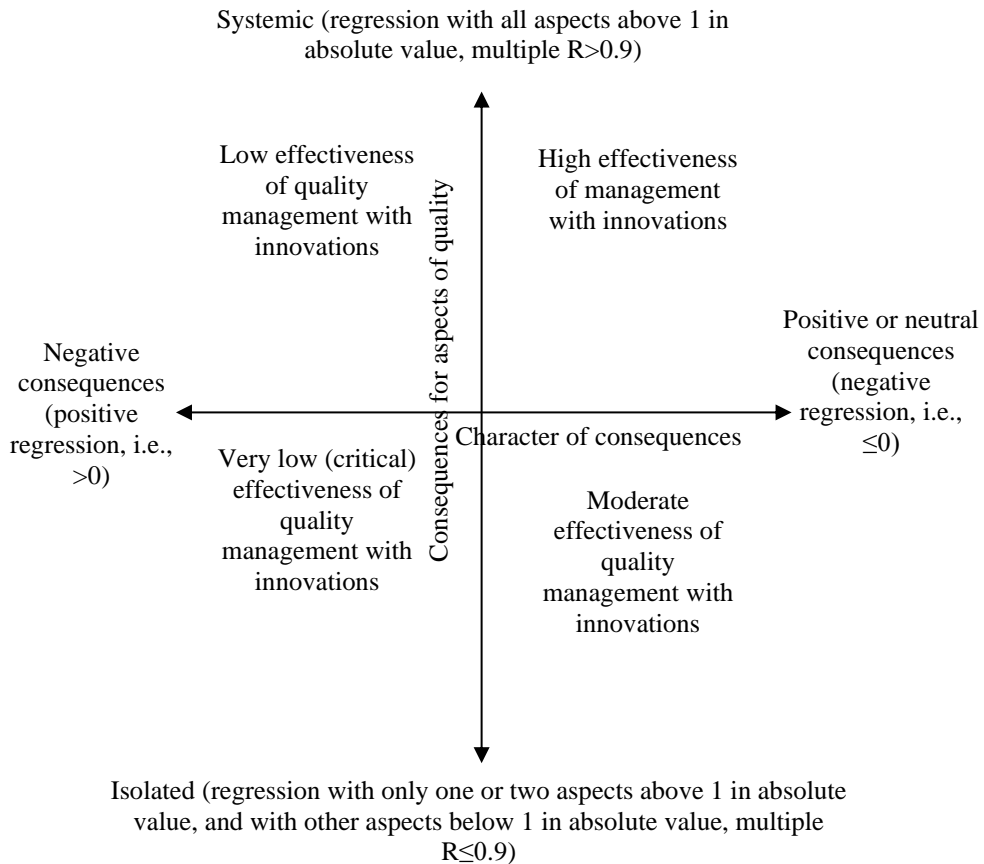 Systemic (regression with all aspects above 1 in
absolute value, multiple R>0.9)
Low effectiveness
of quality
management with
innovations
High effectiveness
of management
with innovations
Consequences for aspects of quality
Negative
consequences
(positive
regression, i.e.,
>0)
Positive or neutral
consequences
(negative
regression, i.e.,
≤0)
Character of consequences
Very low (critical)
effectiveness of
quality
management with
innovations
Moderate
effectiveness of
quality
management with
innovations
Isolated (regression with only one or two aspects above 1 in absolute
value, and with other aspects below 1 in absolute value, multiple
R≤0.9)